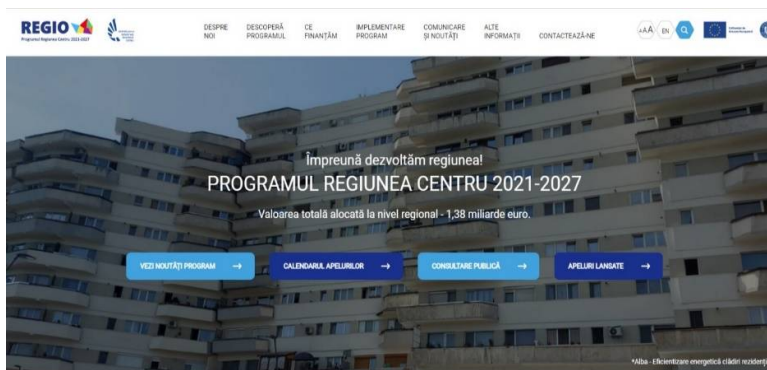 REGIO
Programul Regiunea Centru 2021-2027
DESPRE NOI
DESCOPERĂ PROGRAMUL
CE FINANȚĂM
IMPLEMENTARE PROGRAM
COMUNICARE ȘI NOUTĂȚI
ALTE INFORMAȚII
CONTACTEAZĂ-NE
AAA
EN
Împreună dezvoltăm regiunea!
PROGRAMUL REGIUNEA CENTRU 2021-2027
Valoarea totală alocată la nivel regional - 1,38 miliarde euro.
VEZI NOUTĂȚI PROGRAM →
CALENDARUL APELURILOR →
CONSULTARE PUBLICĂ →
APELURI LANSATE →
*Alba - Eficientizare energetică clădiri rezidenți